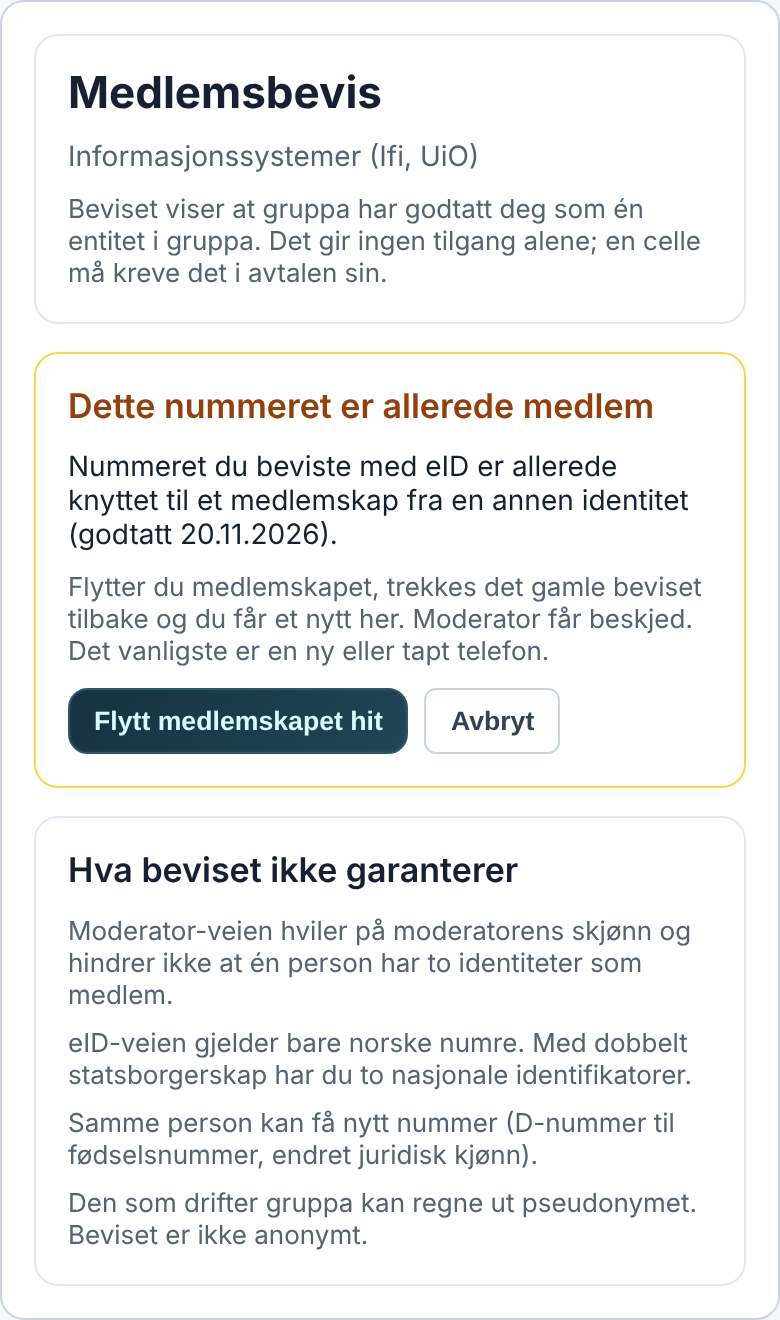 Medlemsbevis
Informasjonssystemer (Ifi, UiO)
Beviset viser at gruppa har godtatt deg som én
entitet i gruppa. Det gir ingen tilgang alene; en celle
må kreve det i avtalen sin.
Dette nummeret er allerede medlem
Nummeret du beviste med eID er allerede
knyttet til et medlemskap fra en annen identitet
(godtatt 20.11.2026).
Flytter du medlemskapet, trekkes det gamle beviset
tilbake og du får et nytt her. Moderator får beskjed.
Det vanligste er en ny eller tapt telefon.
Flytt medlemskapet hit
Avbryt
Hva beviset ikke garanterer
Moderator-veien hviler på moderatorens skjønn og
hindrer ikke at én person har to identiteter som
medlem.
eID-veien gjelder bare norske numre. Med dobbelt
statsborgerskap har du to nasjonale identifikatorer.
Samme person kan få nytt nummer (D-nummer til
fødselsnummer, endret juridisk kjønn).
Den som drifter gruppa kan regne ut pseudonymet.
Beviset er ikke anonymt.